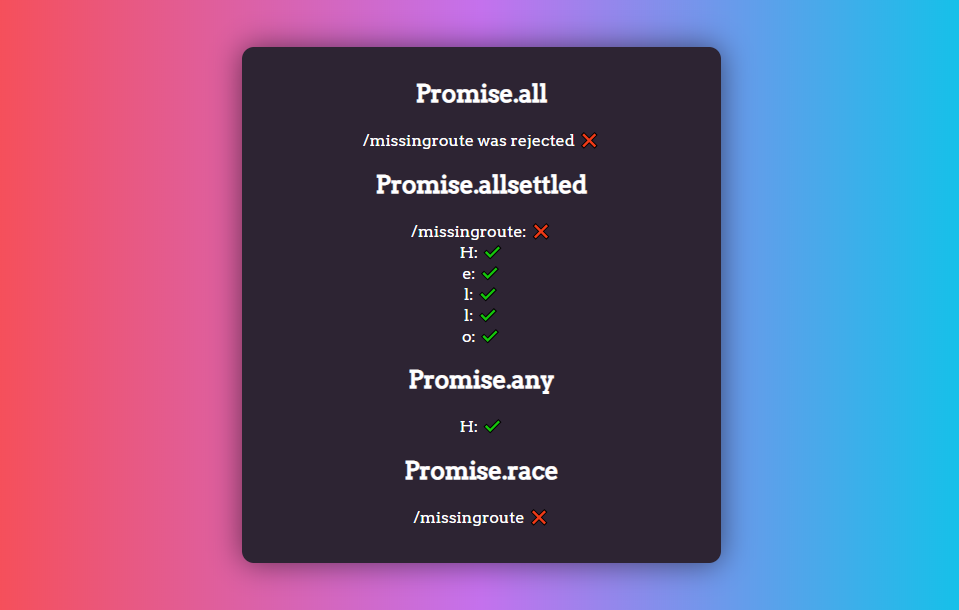 Promise.all
/missingroute was rejected ❌
Promise.allsettled
/missingroute: ❌
H: ✓
e: ✓
l: ✓
l: ✓
o: ✓
Promise.any
H: ✓
Promise.race
/missingroute ❌